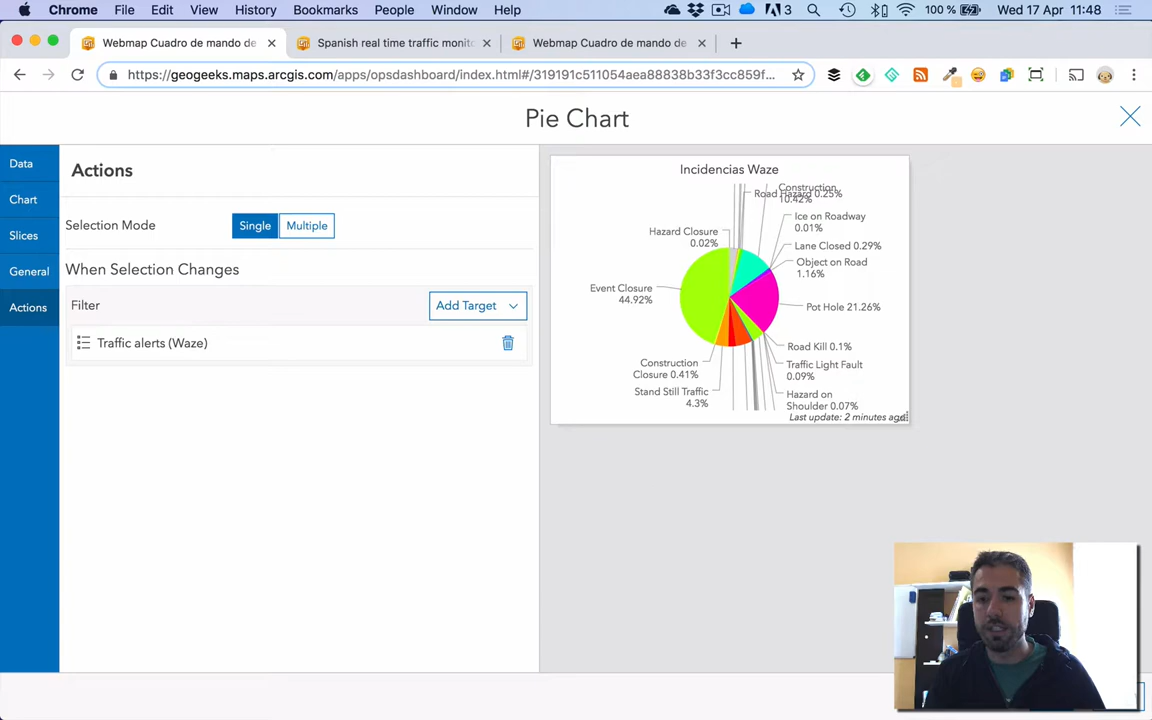 Chrome File Edit View History Bookmarks People Window Help 3 100 % Wed 17 Apr 11:48
Webmap Cuadro de mando de Spanish real time traffic monito Webmap Cuadro de mando de
https://geogeeks.maps.arcgis.com/apps/opsdashboard/index.html#/319191c511054aea88838b33f3cc859f...
Pie Chart
Data
Chart
Slices
General
Actions
Actions
Selection Mode Single Multiple
When Selection Changes
Filter Add Target
Traffic alerts (Waze)
Incidencias Waze
Construction
10.42%
Road Hazard 0.25%
Ice on Roadway
0.01%
Hazard Closure
0.02%
Lane Closed 0.29%
Object on Road
1.16%
Event Closure
44.92%
Pot Hole 21.26%
Road Kill 0.1%
Traffic Light Fault
0.09%
Construction
Closure 0.41%
Stand Still Traffic
4.3%
Hazard on
Shoulder 0.07%
Last update: 2 minutes ago